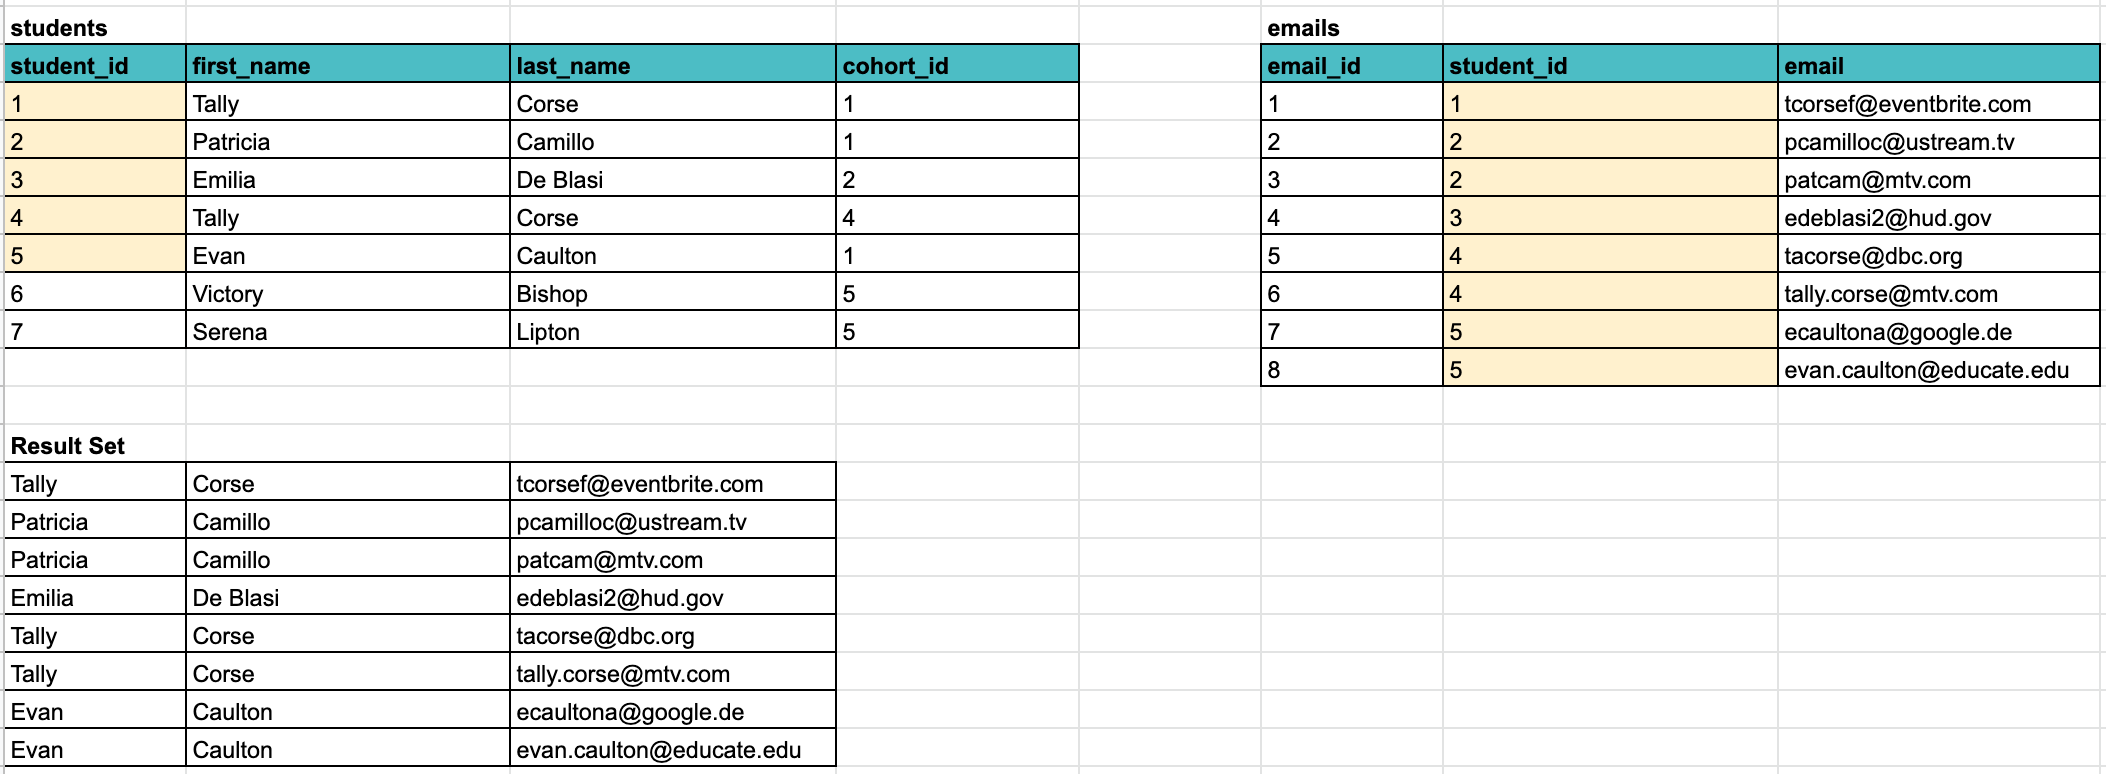 students
student_id first_name last_name cohort_id
1 Tally Corse 1
2 Patricia Camillo 1
3 Emilia De Blasi 2
4 Tally Corse 4
5 Evan Caulton 1
6 Victory Bishop 5
7 Serena Lipton 5
emails
email_id student_id email
1 1 tcorsef@eventbrite.com
2 2 pcamilloc@ustream.tv
3 2 patcam@mtv.com
4 3 edeblasi2@hud.gov
5 4 tacorse@dbc.org
6 4 tally.corse@mtv.com
7 5 ecaultona@google.de
8 5 evan.caulton@educate.edu
Result Set
Tally Corse tcorsef@eventbrite.com
Patricia Camillo pcamilloc@ustream.tv
Patricia Camillo patcam@mtv.com
Emilia De Blasi edeblasi2@hud.gov
Tally Corse tacorse@dbc.org
Tally Corse tally.corse@mtv.com
Evan Caulton ecaultona@google.de
Evan Caulton evan.caulton@educate.edu